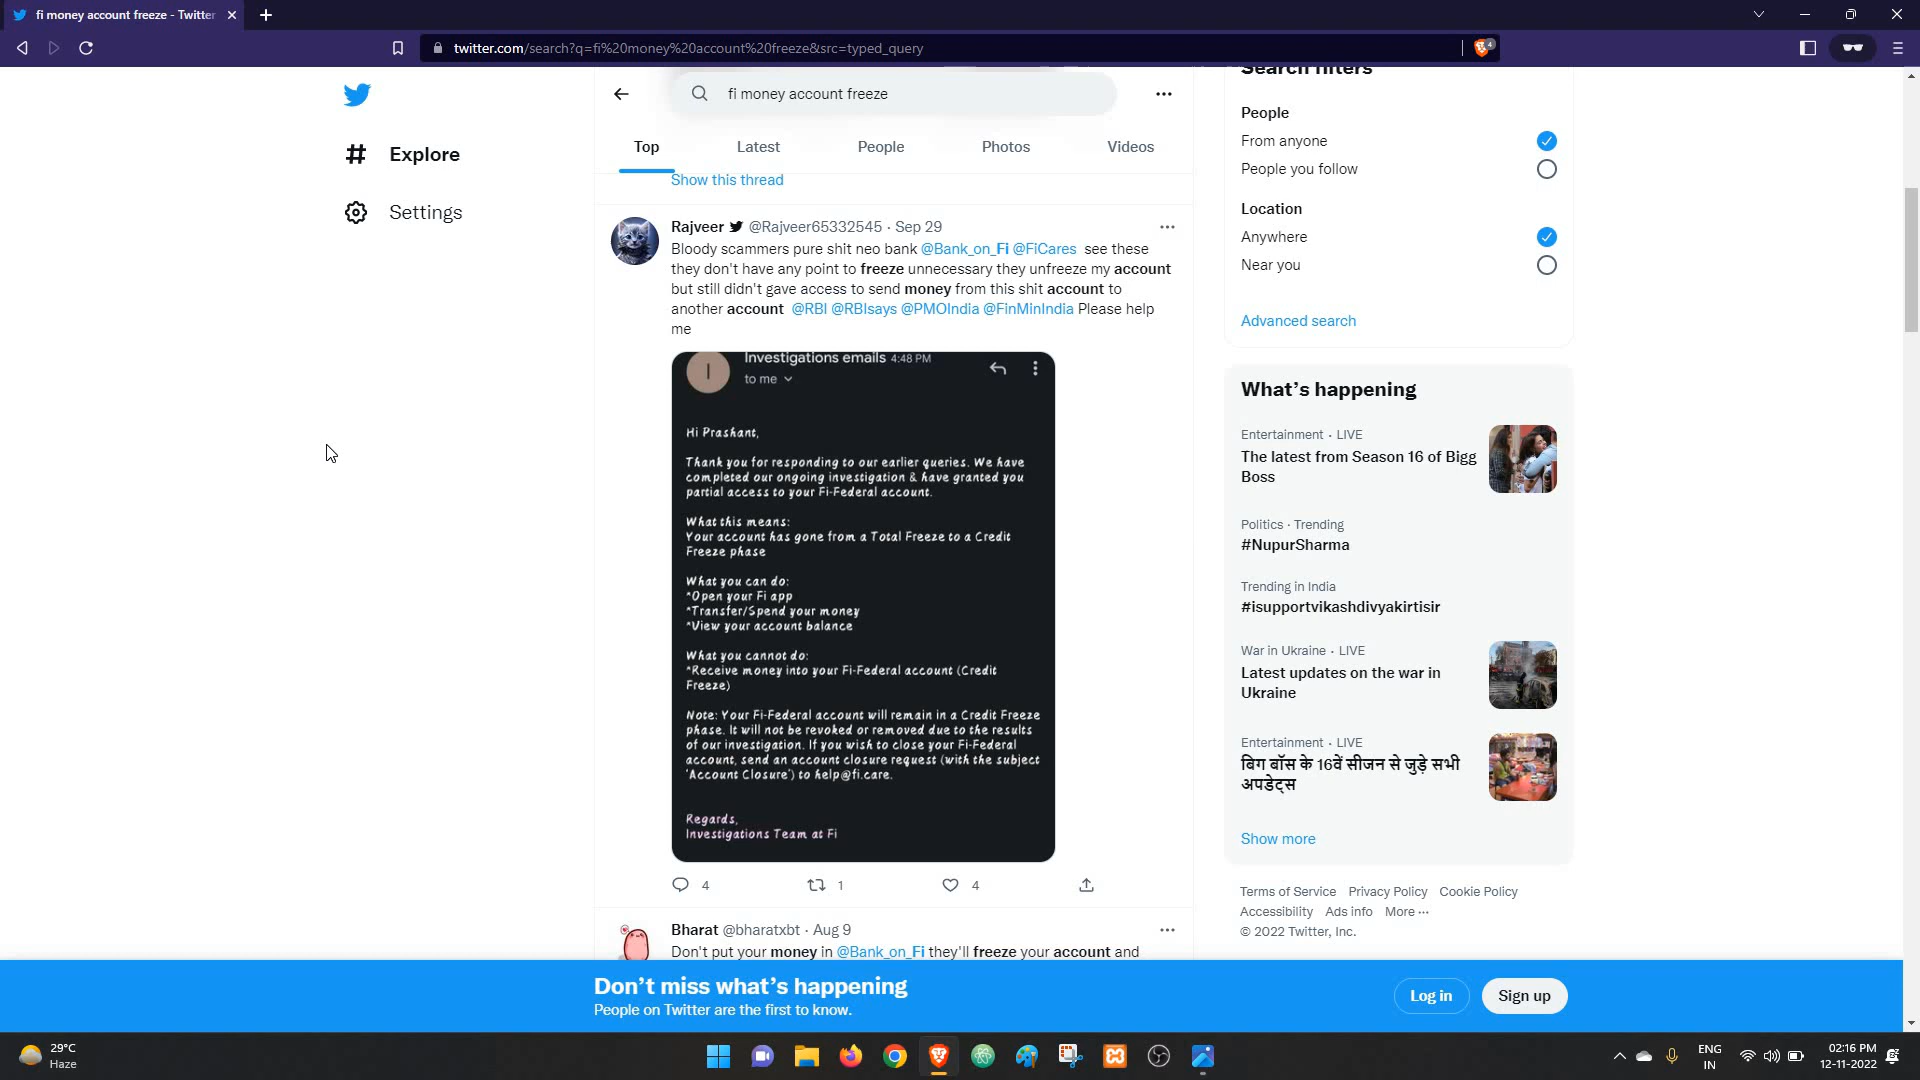 fi money account freeze - Twitter
twitter.com/search?q=fi%20money%20account%20freeze&src=typed_query
4
Explore
Settings
fi money account freeze
Top
Latest
People
Photos
Videos
Show this thread
Rajveer @Rajveer65332545 · Sep 29
Bloody scammers pure shit neo bank @Bank_on_Fi @FiCares see these
they don't have any point to freeze unnecessary they unfreeze my account
but still didn't gave access to send money from this shit account to
another account @RBI @RBIsays @PMOIndia @FinMinIndia Please help
me
I
Investigations emails 4:48 PM
to me
Hi Prashant,
Thank you for responding to our earlier queries. We have
completed our ongoing investigation & have granted you
partial access to your Fi-Federal account.
What this means:
Your account has gone from a Total Freeze to a Credit
Freeze phase
What you can do:
*Open your Fi app
*Transfer/Spend your money
*View your account balance
What you cannot do:
*Receive money into your Fi-Federal account (Credit
Freeze)
Note: Your Fi-Federal account will remain in a Credit Freeze
phase. It will not be revoked or removed due to the results
of our investigation. If you wish to close your Fi-Federal
account, send an account closure request (with the subject
'Account Closure') to help@fi.care.
Regards,
Investigations Team at Fi
4
1
4
Bharat @bharatxbt · Aug 9
Don't put your money in @Bank_on_Fi they'll freeze your account and
Search filters
People
From anyone
People you follow
Location
Anywhere
Near you
Advanced search
What's happening
Entertainment · LIVE
The latest from Season 16 of Bigg
Boss
Politics · Trending
#NupurSharma
Trending in India
#isupportvikashdivyakirtisir
War in Ukraine · LIVE
Latest updates on the war in
Ukraine
Entertainment · LIVE
बिग बॉस के 16वें सीजन से जुड़े सभी
अपडेट्स
Show more
Terms of Service Privacy Policy Cookie Policy
Accessibility Ads info More ···
© 2022 Twitter, Inc.
Don't miss what's happening
People on Twitter are the first to know.
Log in
Sign up
29°C
Haze
ENG
IN
02:16 PM
12-11-2022